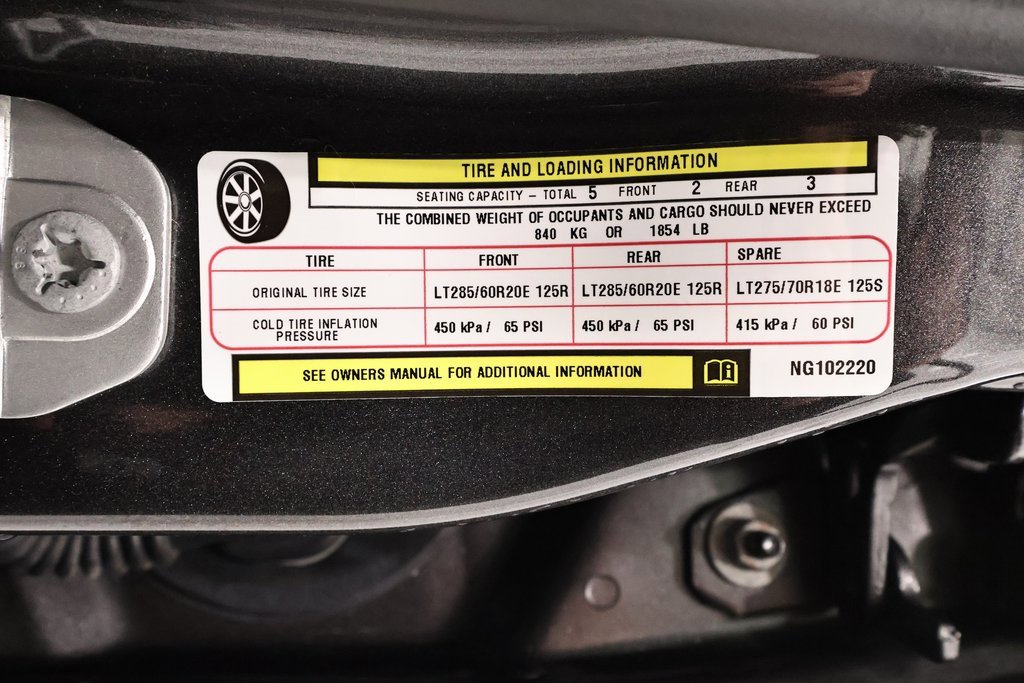 TIRE AND LOADING INFORMATION
SEATING CAPACITY – TOTAL 5 FRONT 2 REAR 3
THE COMBINED WEIGHT OF OCCUPANTS AND CARGO SHOULD NEVER EXCEED
840 KG OR 1854 LB
TIRE FRONT REAR SPARE
ORIGINAL TIRE SIZE LT285/60R20E 125R LT285/60R20E 125R LT275/70R18E 125S
COLD TIRE INFLATION
PRESSURE 450 kPa / 65 PSI 450 kPa / 65 PSI 415 kPa / 60 PSI
SEE OWNERS MANUAL FOR ADDITIONAL INFORMATION
NG102220